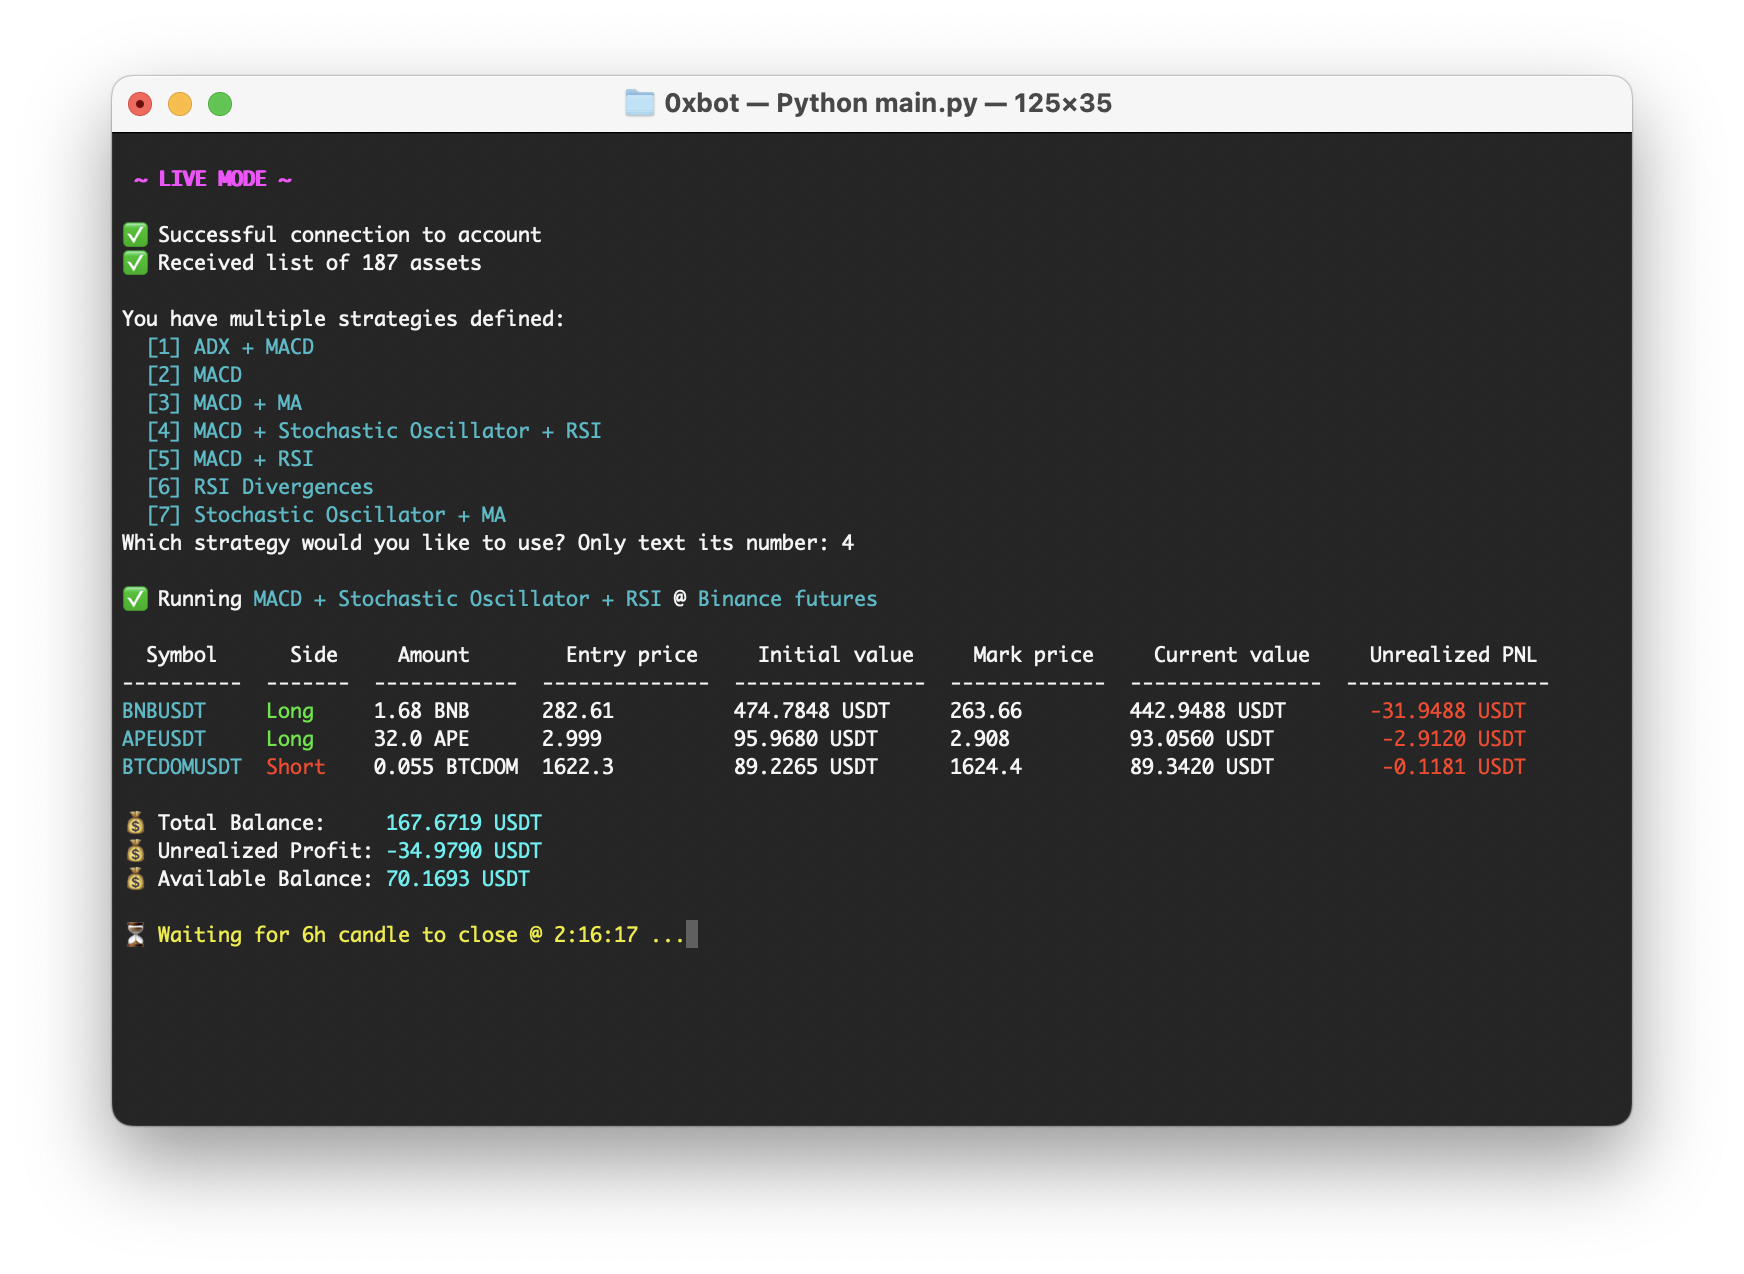 0xbot — Python main.py — 125×35
~ LIVE MODE ~
✅ Successful connection to account
✅ Received list of 187 assets
You have multiple strategies defined:
[1] ADX + MACD
[2] MACD
[3] MACD + MA
[4] MACD + Stochastic Oscillator + RSI
[5] MACD + RSI
[6] RSI Divergences
[7] Stochastic Oscillator + MA
Which strategy would you like to use? Only text its number: 4
✅ Running MACD + Stochastic Oscillator + RSI @ Binance futures
Symbol Side Amount Entry price Initial value Mark price Current value Unrealized PNL
---------- ------- ------------ -------------- ---------------- ------------- ---------------- -----------------
BNBUSDT Long 1.68 BNB 282.61 474.7848 USDT 263.66 442.9488 USDT -31.9488 USDT
APEUSDT Long 32.0 APE 2.999 95.9680 USDT 2.908 93.0560 USDT -2.9120 USDT
BTCDOMUSDT Short 0.055 BTCDOM 1622.3 89.2265 USDT 1624.4 89.3420 USDT -0.1181 USDT
💰 Total Balance: 167.6719 USDT
💰 Unrealized Profit: -34.9790 USDT
💰 Available Balance: 70.1693 USDT
⏳ Waiting for 6h candle to close @ 2:16:17 ...